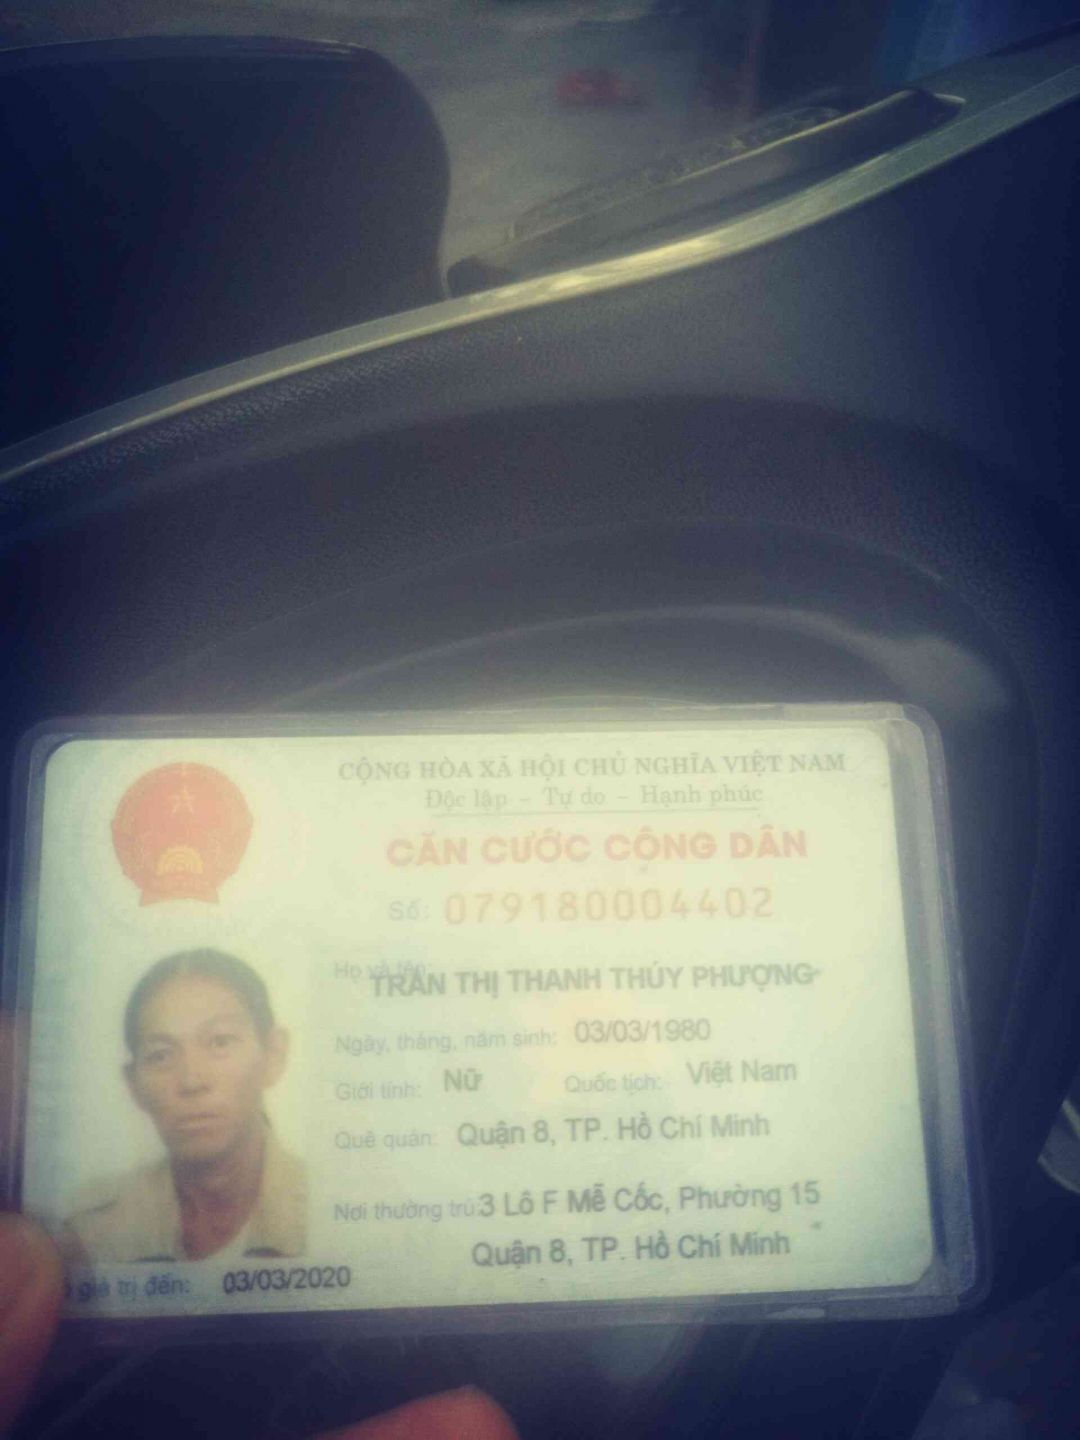 CỘNG HÒA XÃ HỘI CHỦ NGHĨA VIỆT NAM
Độc lập - Tự do - Hạnh phúc
CĂN CƯỚC CÔNG DÂN
Số: 079180004402
Họ và tên:
TRẦN THỊ THANH THÚY PHƯỢNG
Ngày, tháng, năm sinh: 03/03/1980
Giới tính: Nữ Quốc tịch: Việt Nam
Quê quán: Quận 8, TP. Hồ Chí Minh
Nơi thường trú: 3 Lô F Mễ Cốc, Phường 15
Quận 8, TP. Hồ Chí Minh
giá trị đến: 03/03/2020